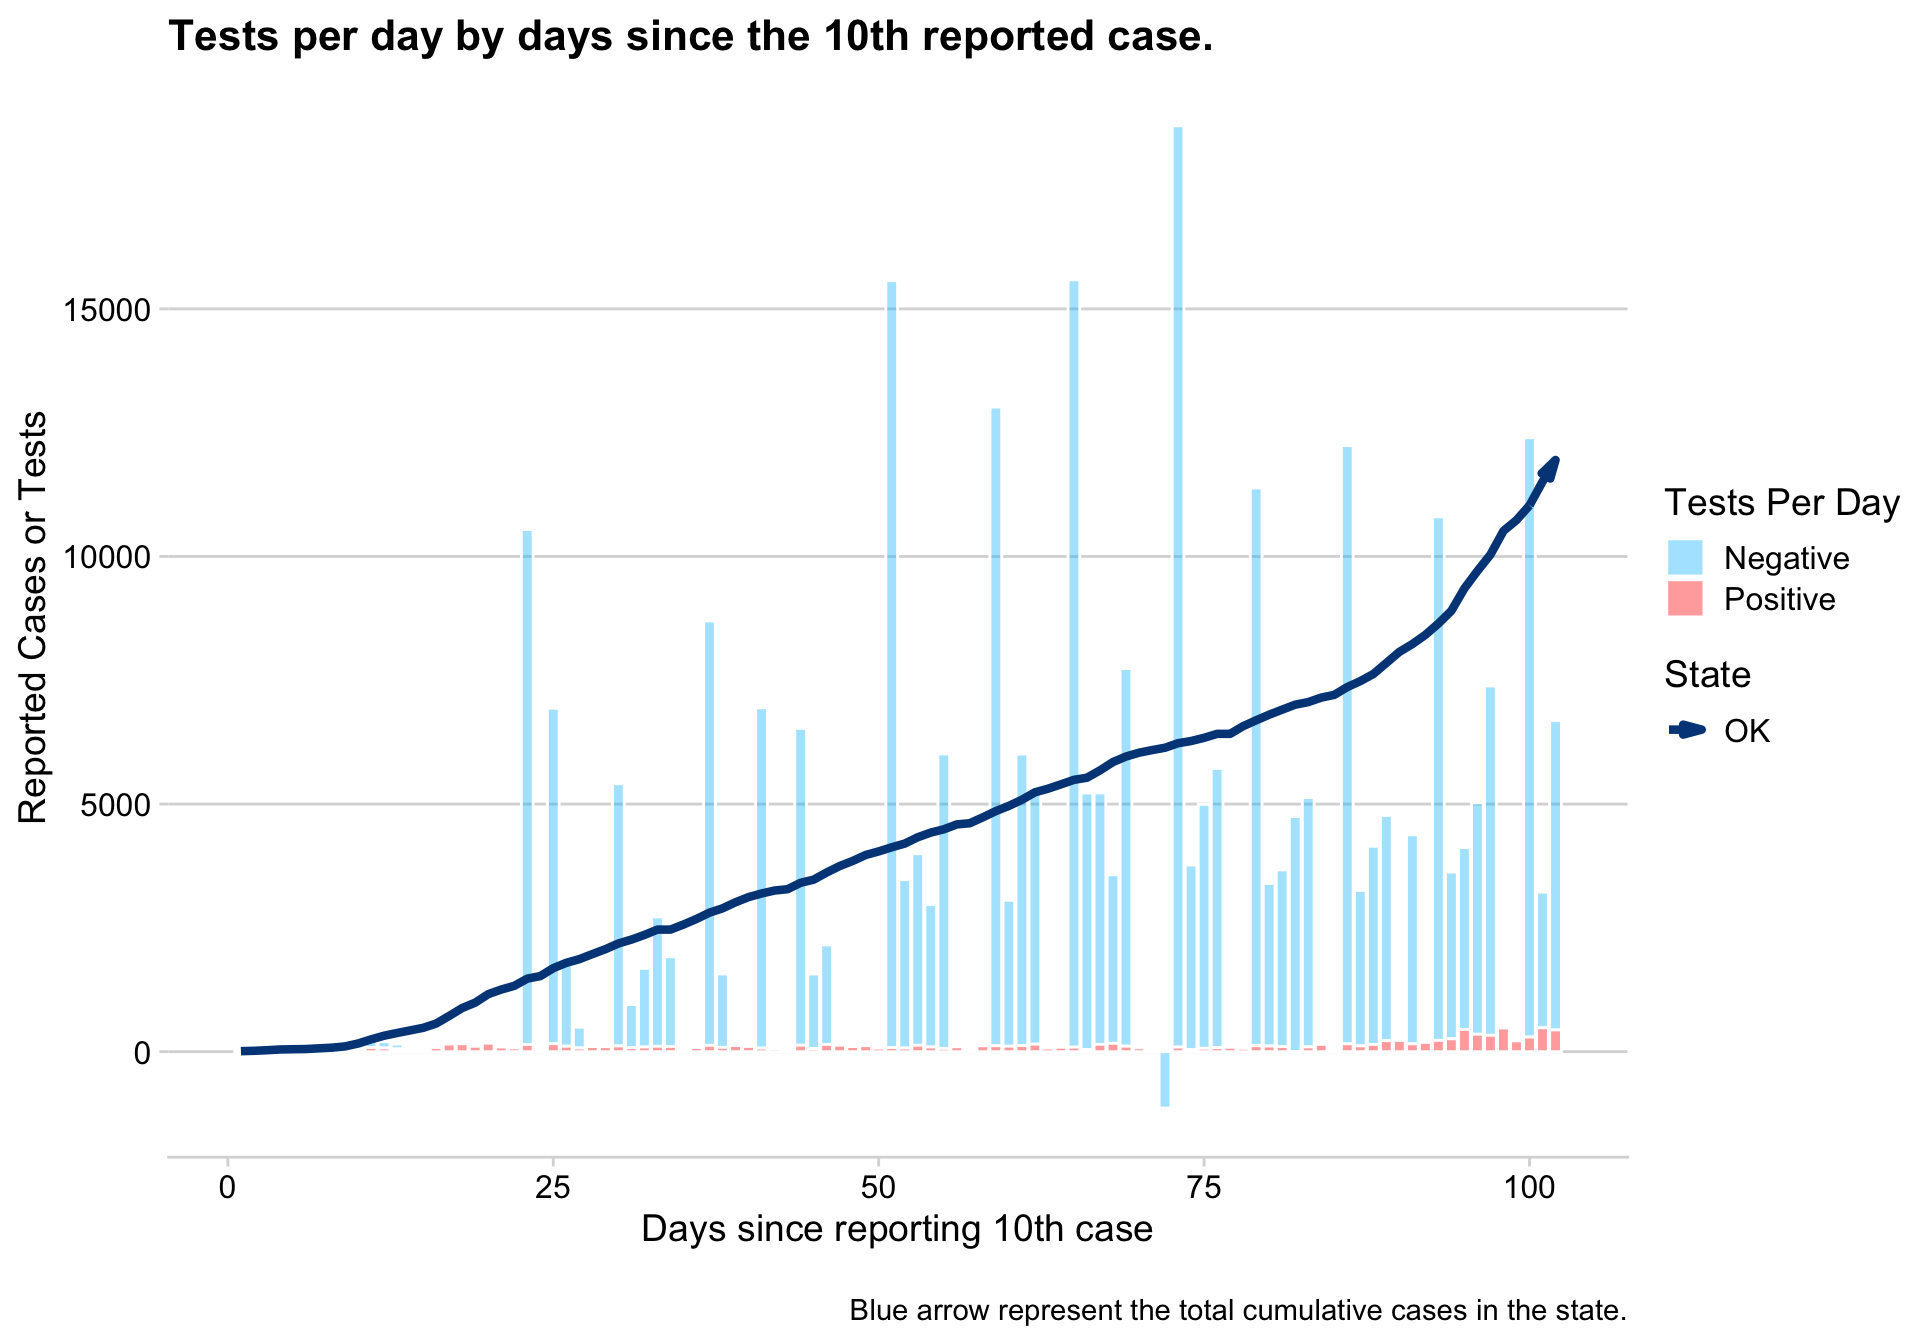 Tests per day by days since the 10th reported case.
Reported Cases or Tests
15000
10000
5000
0
0
25
50
75
100
Days since reporting 10th case
Tests Per Day
Negative
Positive
State
OK
Blue arrow represent the total cumulative cases in the state.